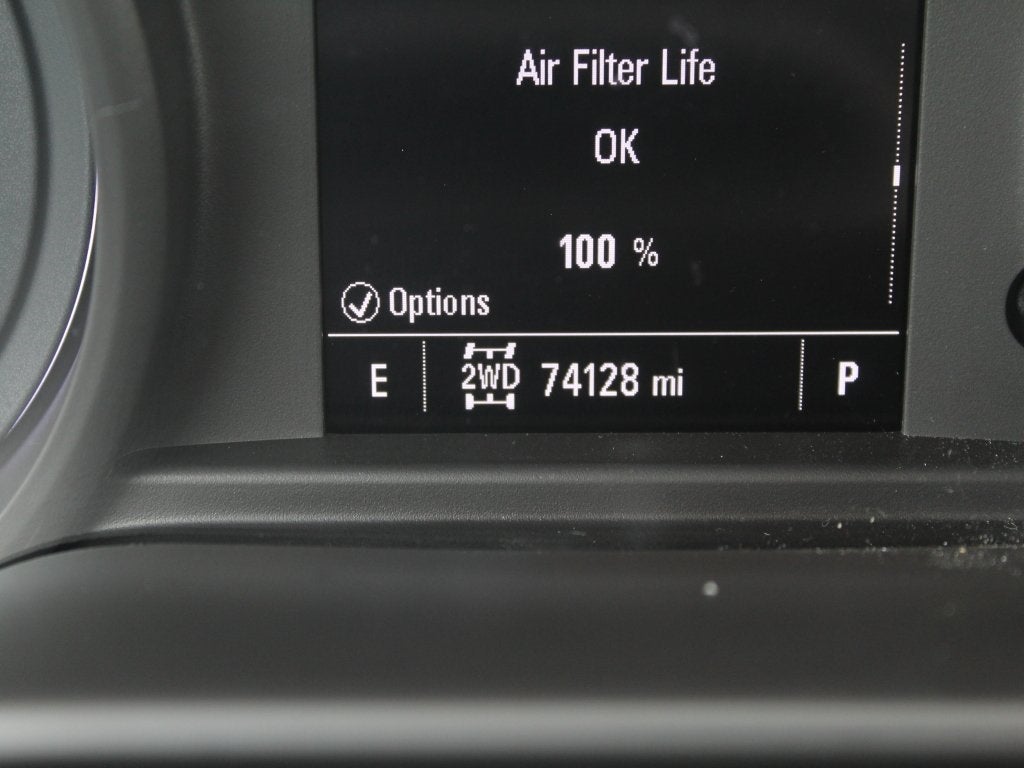 Air Filter Life
OK
100 %
Options
E 2WD 74128 mi P